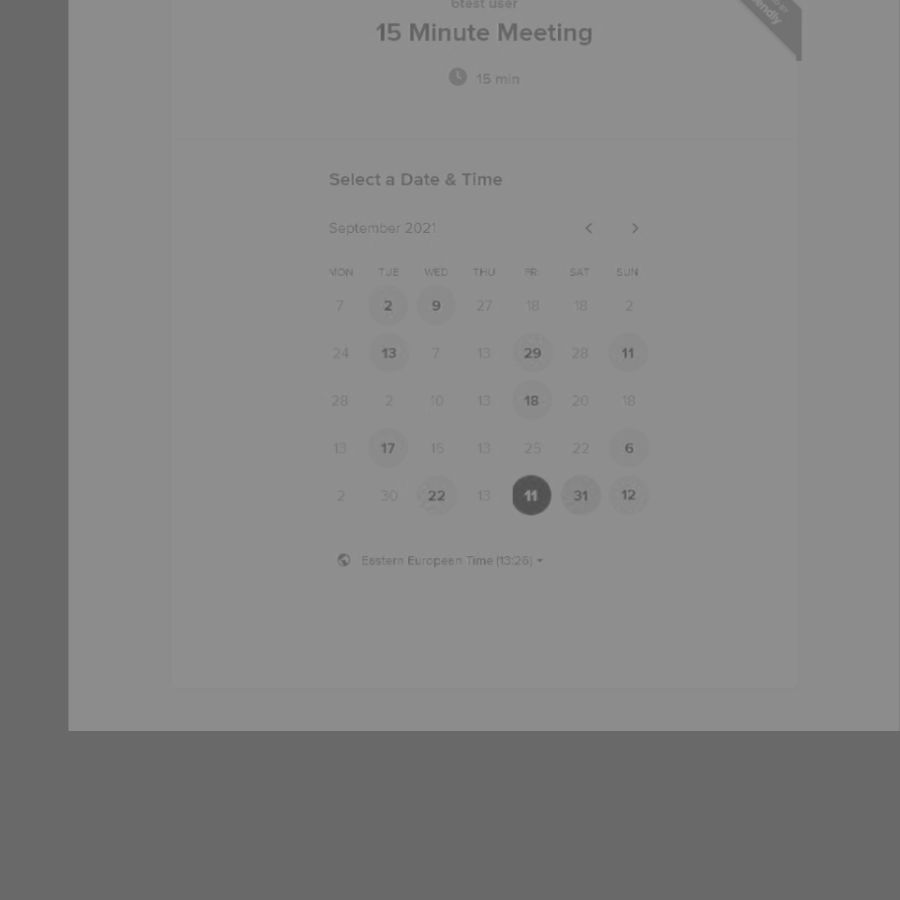 6test user
15 Minute Meeting
15 min
endly
Select a Date & Time
September 2021
MON TUE WED THU FRI SAT SUN
7 2 9 27 18 18 2
24 13 7 13 29 28 11
28 2 10 13 18 20 18
13 17 15 13 25 22 6
2 30 22 13 11 31 12
Eastern European Time (13:26)